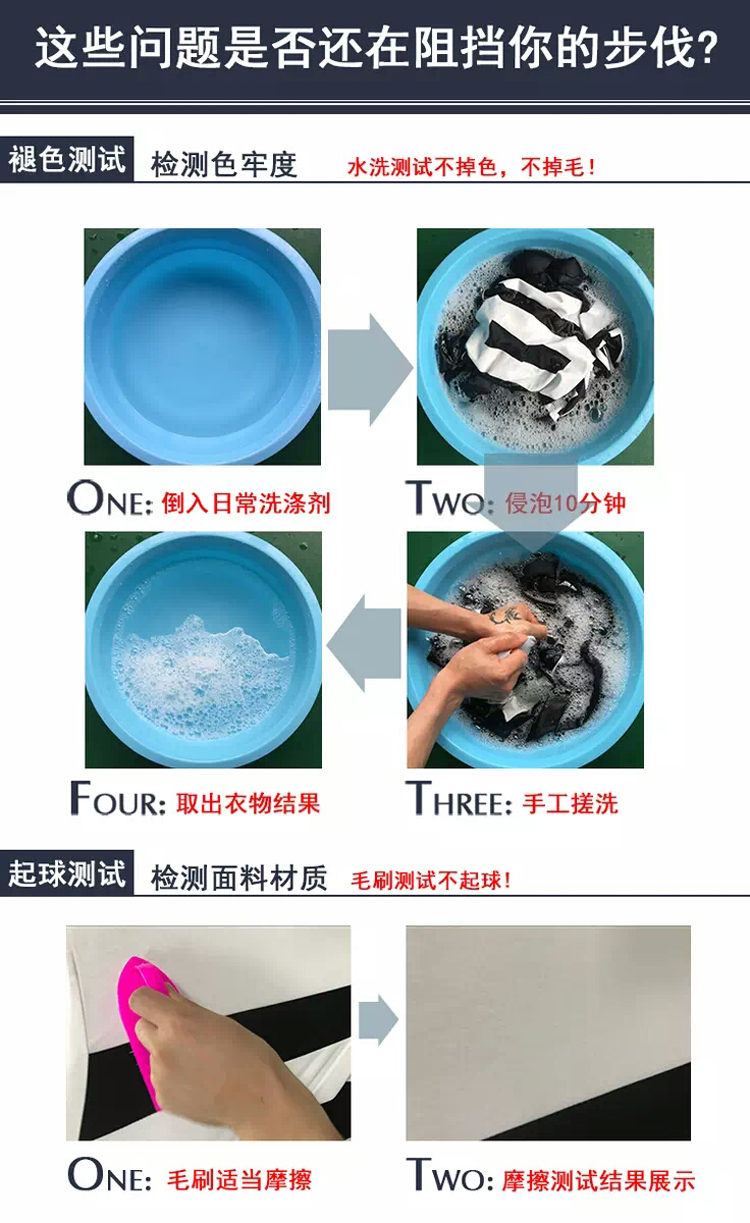 这些问题是否还在阻挡你的步伐?
褪色测试 检测色牢度 水洗测试不掉色，不掉毛！
ONE: 倒入日常洗涤剂
TWO: 侵泡10分钟
FOUR: 取出衣物结果
THREE: 手工搓洗
起球测试 检测面料材质 毛刷测试不起球！
ONE: 毛刷适当摩擦
TWO: 摩擦测试结果展示